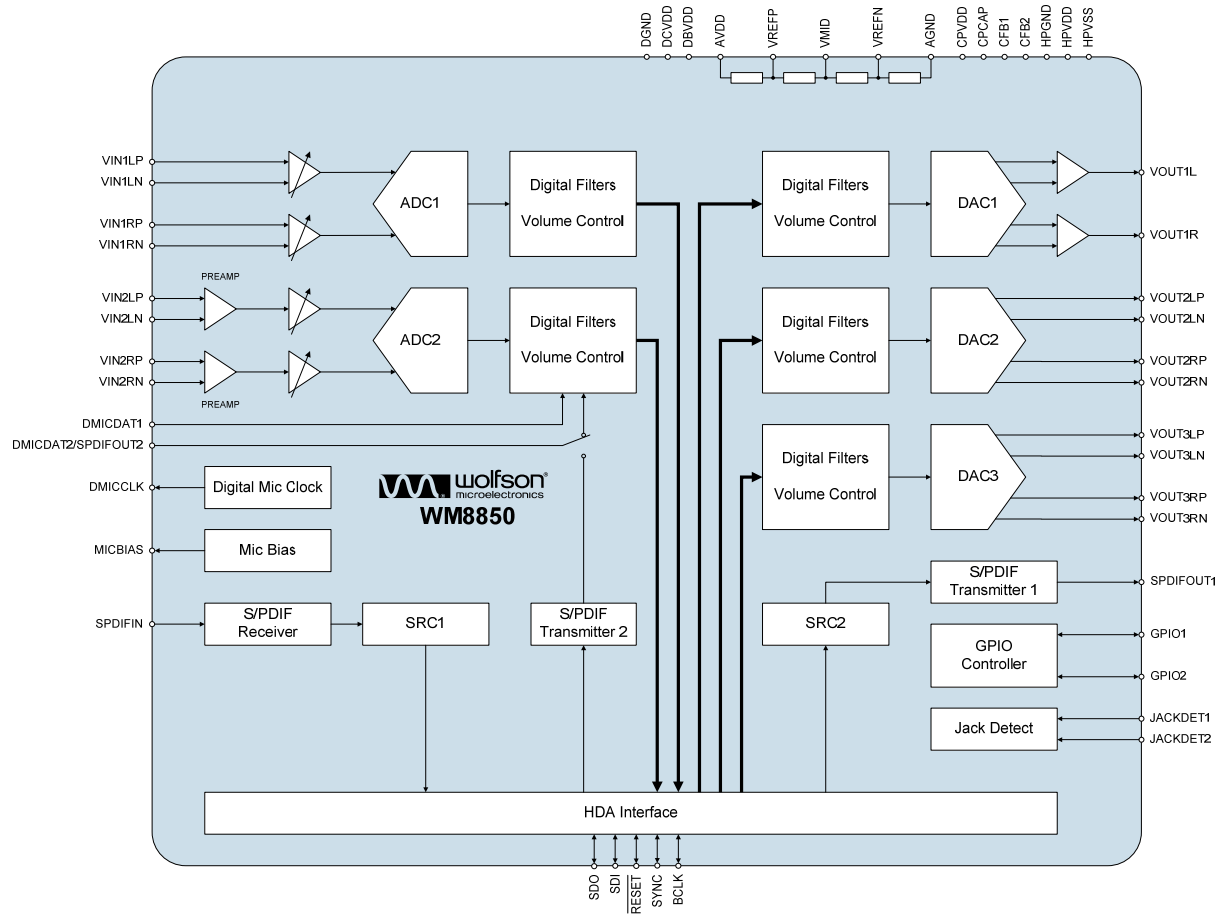 DGND
DCVDD
DBVDD
AVDD
VREFP
VMID
VREFN
AGND
CPVDD
CPCAP
CFB1
CFB2
HPGND
HPVDD
HPVSS
VIN1LP
VIN1LN
VIN1RP
VIN1RN
PREAMP
VIN2LP
VIN2LN
VIN2RP
VIN2RN
PREAMP
DMICDAT1
DMICDAT2/SPDIFOUT2
DMICCLK
MICBIAS
SPDIFIN
ADC1
Digital Filters
Volume Control
ADC2
Digital Filters
Volume Control
Digital Mic Clock
Mic Bias
S/PDIF
Receiver
SRC1
S/PDIF
Transmitter 2
wolfson®
microelectronics
WM8850
Digital Filters
Volume Control
DAC1
Digital Filters
Volume Control
DAC2
Digital Filters
Volume Control
DAC3
SRC2
S/PDIF
Transmitter 1
GPIO
Controller
Jack Detect
VOUT1L
VOUT1R
VOUT2LP
VOUT2LN
VOUT2RP
VOUT2RN
VOUT3LP
VOUT3LN
VOUT3RP
VOUT3RN
SPDIFOUT1
GPIO1
GPIO2
JACKDET1
JACKDET2
HDA Interface
SDO
SDI
RESET
SYNC
BCLK